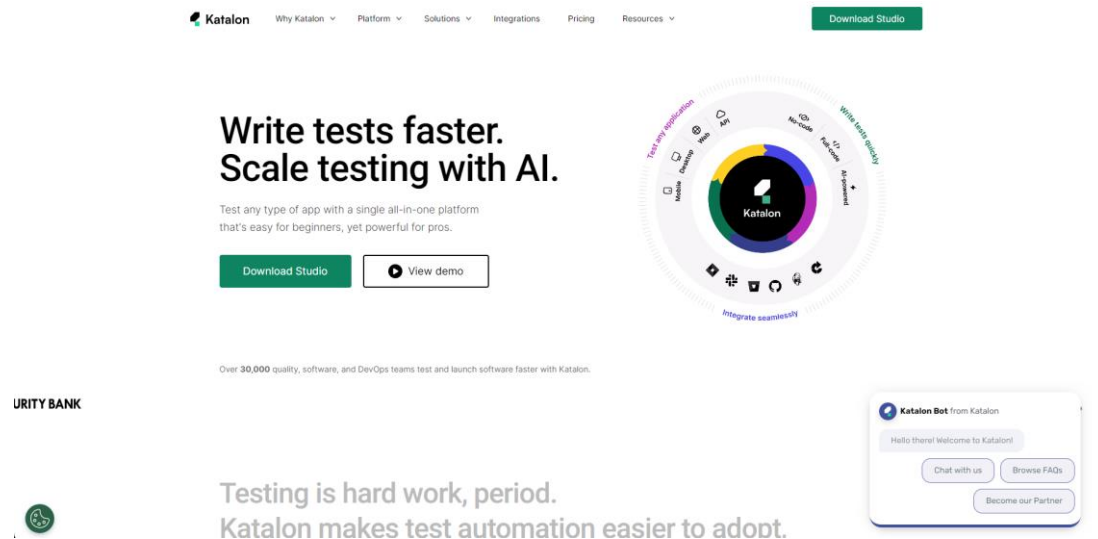 Katalon
Why Katalon
Platform
Solutions
Integrations
Pricing
Resources
Download Studio
Write tests faster.
Scale testing with AI.
Test any type of app with a single all-in-one platform
that's easy for beginners, yet powerful for pros.
Download Studio
View demo
Test any application
Mobile
Desktop
Web
API
Write tests quickly
No-code
Full-code
AI-powered
Katalon
Integrate seamlessly
Over 30,000 quality, software, and DevOps teams test and launch software faster with Katalon.
URITY BANK
Katalon Bot from Katalon
Hello there! Welcome to Katalon!
Chat with us
Browse FAQs
Become our Partner
Testing is hard work, period.
Katalon makes test automation easier to adopt.